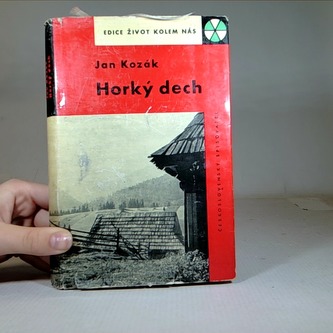 EDICE ŽIVOT KOLEM NÁS
Jan Kozák
Horký dech
ČESKOSLOVENSKÝ SPISOVATEL